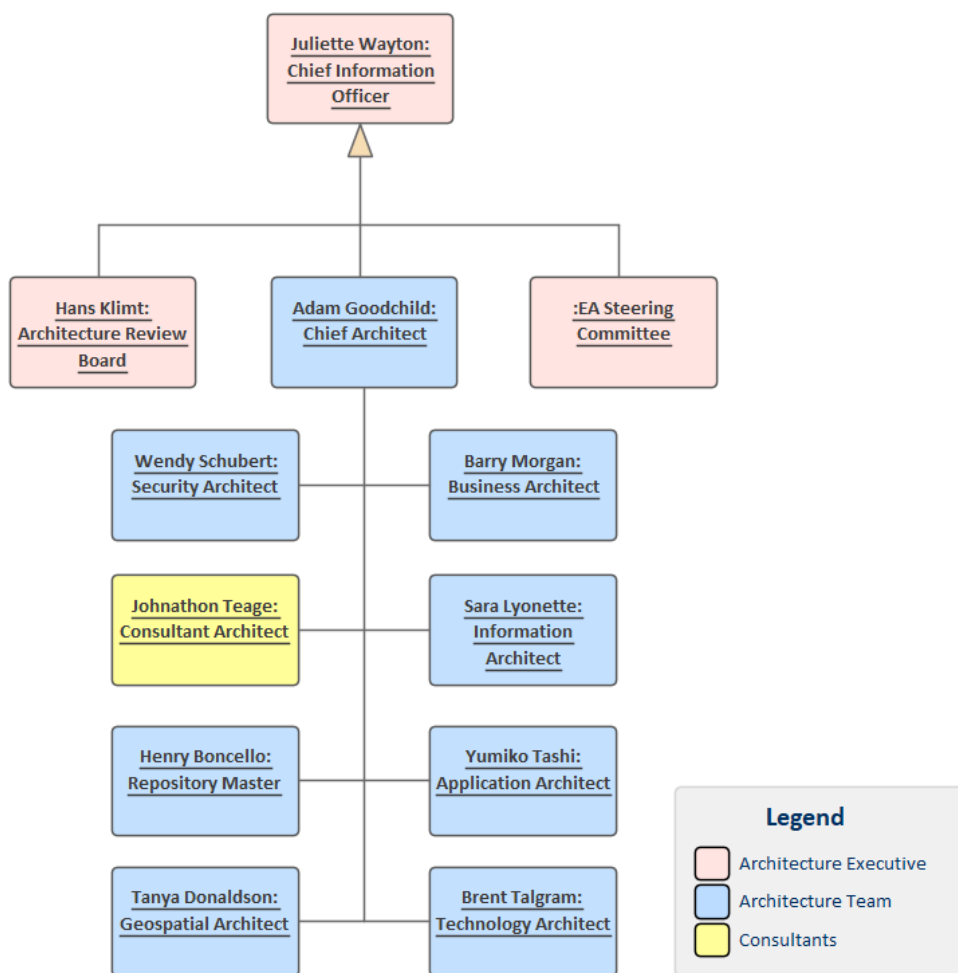 Juliette Wayton:
Chief Information
Officer
Hans Klimt:
Architecture Review
Board
Adam Goodchild:
Chief Architect
:EA Steering
Committee
Wendy Schubert:
Security Architect
Barry Morgan:
Business Architect
Johnathon Teage:
Consultant Architect
Sara Lyonette:
Information
Architect
Henry Boncello:
Repository Master
Yumiko Tashi:
Application Architect
Tanya Donaldson:
Geospatial Architect
Brent Talgram:
Technology Architect
Legend
Architecture Executive
Architecture Team
Consultants